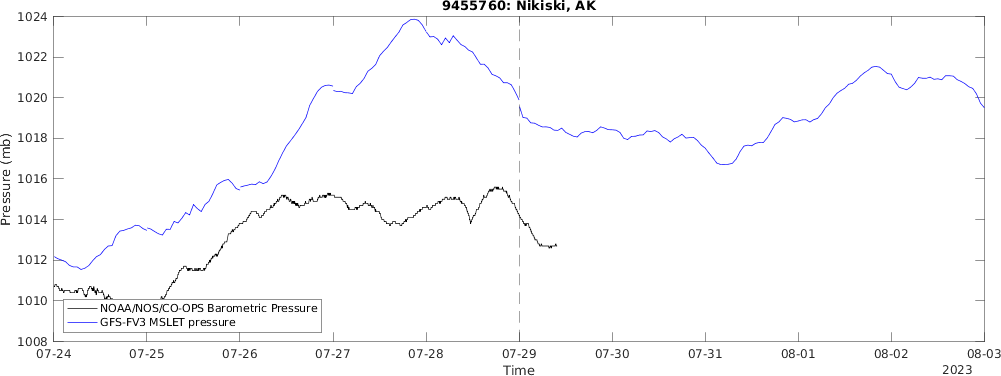 9455760: Nikiski, AK
1024
1022
1020
1018
1016
1014
1012
1010
1008
Pressure (mb)
NOAA/NOS/CO-OPS Barometric Pressure
GFS-FV3 MSLET pressure
07-24 07-25 07-26 07-27 07-28 07-29 07-30 07-31 08-01 08-02 08-03
Time
2023